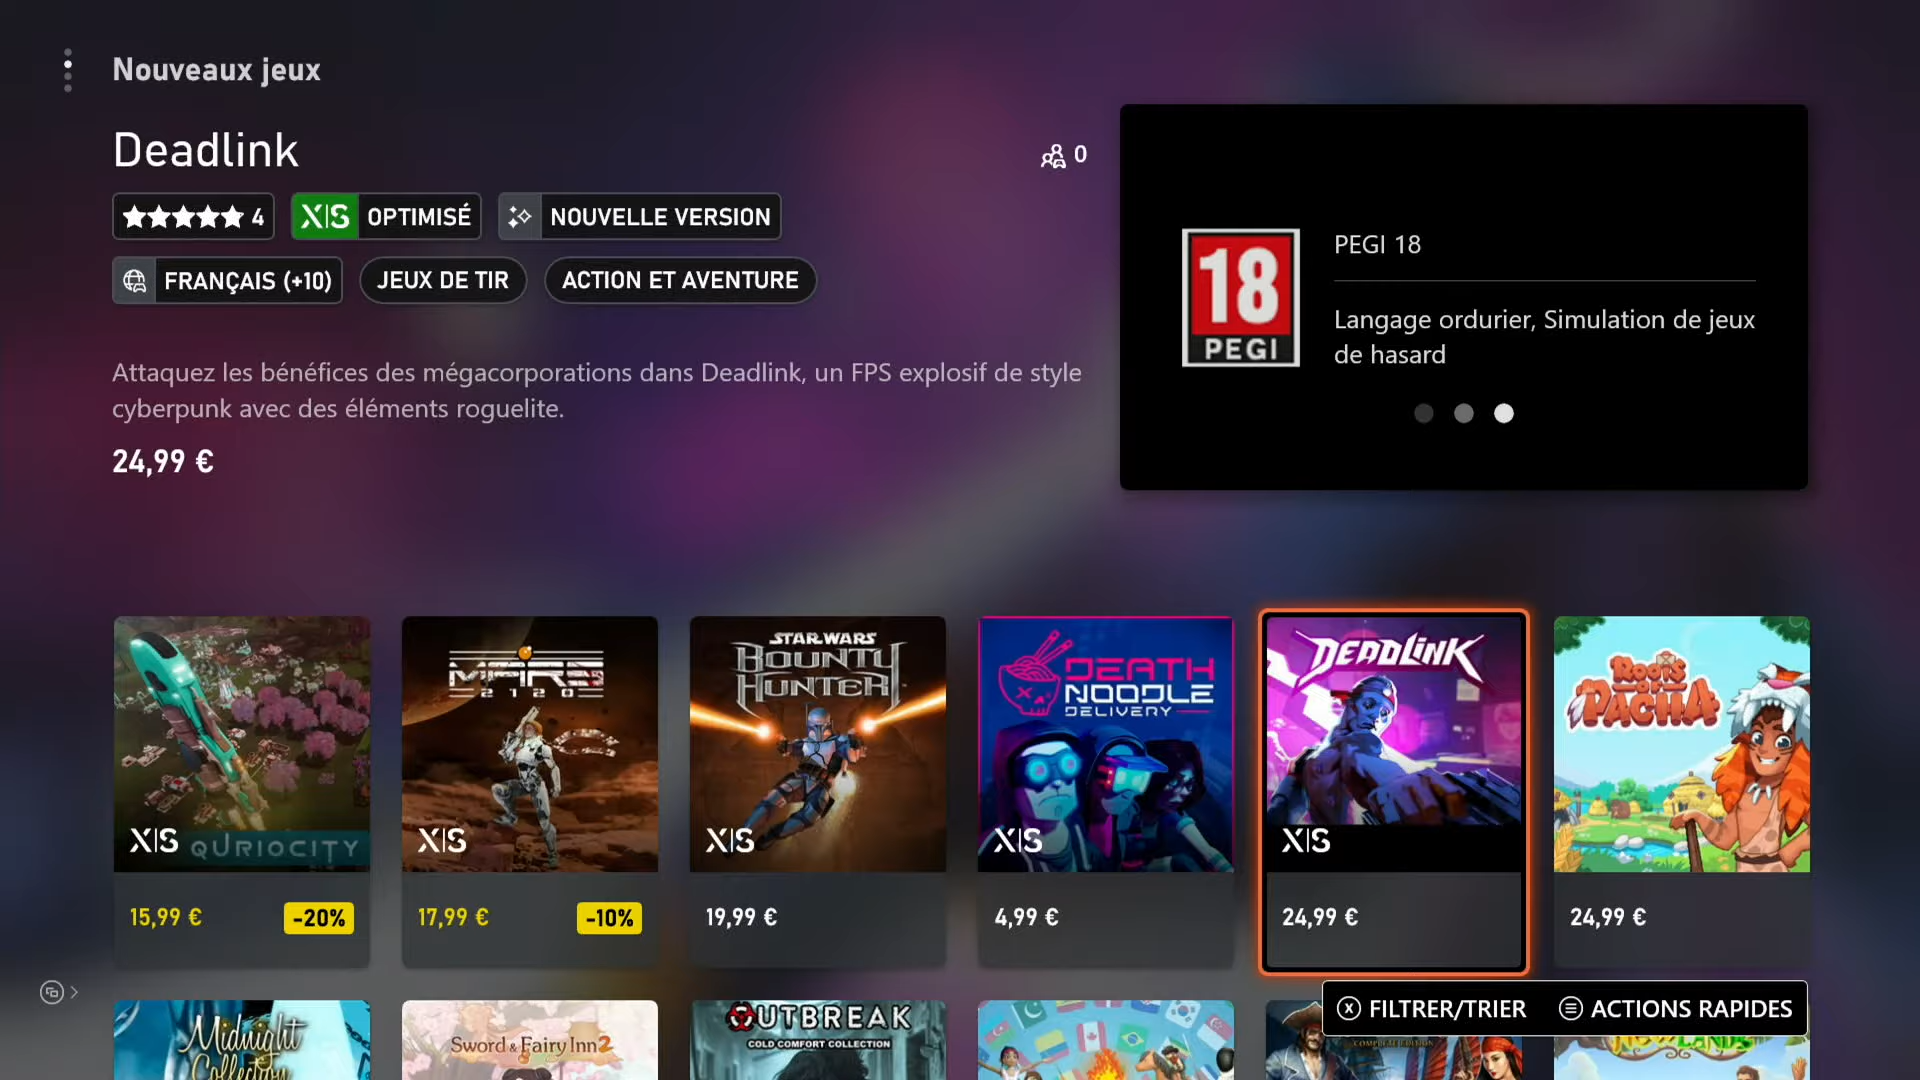 Nouveaux jeux
Deadlink
0
4
X|S OPTIMISÉ
NOUVELLE VERSION
FRANÇAIS (+10)
JEUX DE TIR
ACTION ET AVENTURE
Attaquez les bénéfices des mégacorporations dans Deadlink, un FPS explosif de style
cyberpunk avec des éléments roguelite.
24,99 €
18
PEGI
PEGI 18
Langage ordurier, Simulation de jeux
de hasard
X|S
QURIOCITY
15,99 €
-20%
MARS
2120
X|S
17,99 €
-10%
STAR WARS
BOUNTY
HUNTER
X|S
19,99 €
DEATH
NOODLE
DELIVERY
X|S
4,99 €
DEADLINK
X|S
24,99 €
ROOTS
OF
PACHA
24,99 €
X FILTRER/TRIER
ACTIONS RAPIDES
Midnight
Collection
Sword & Fairy Inn 2
OUTBREAK
COLD COMFORT COLLECTION
COMPLETE EDITION